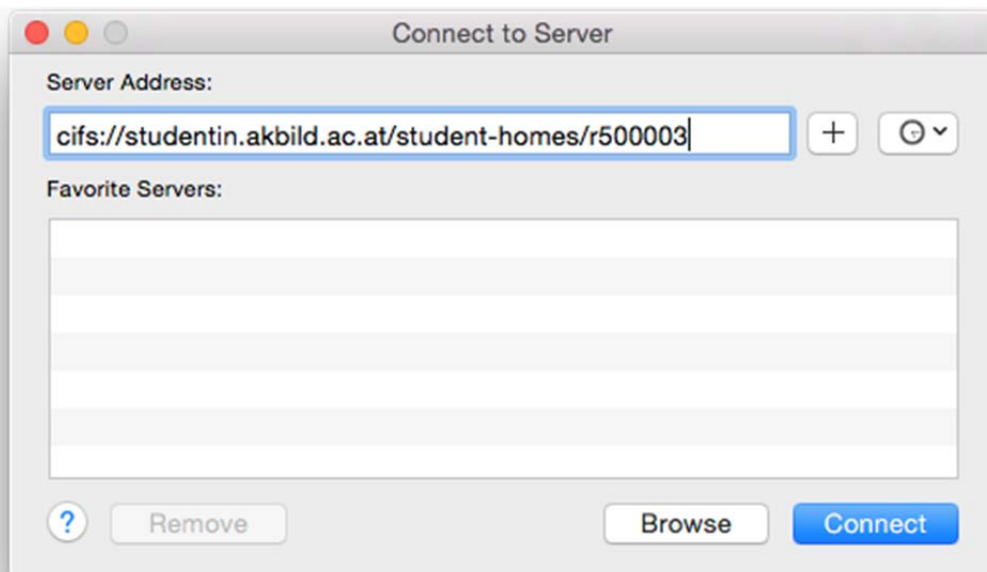 Connect to Server
Server Address:
cifs://studentin.akbild.ac.at/student-homes/r500003
Favorite Servers:
?
Remove
Browse
Connect